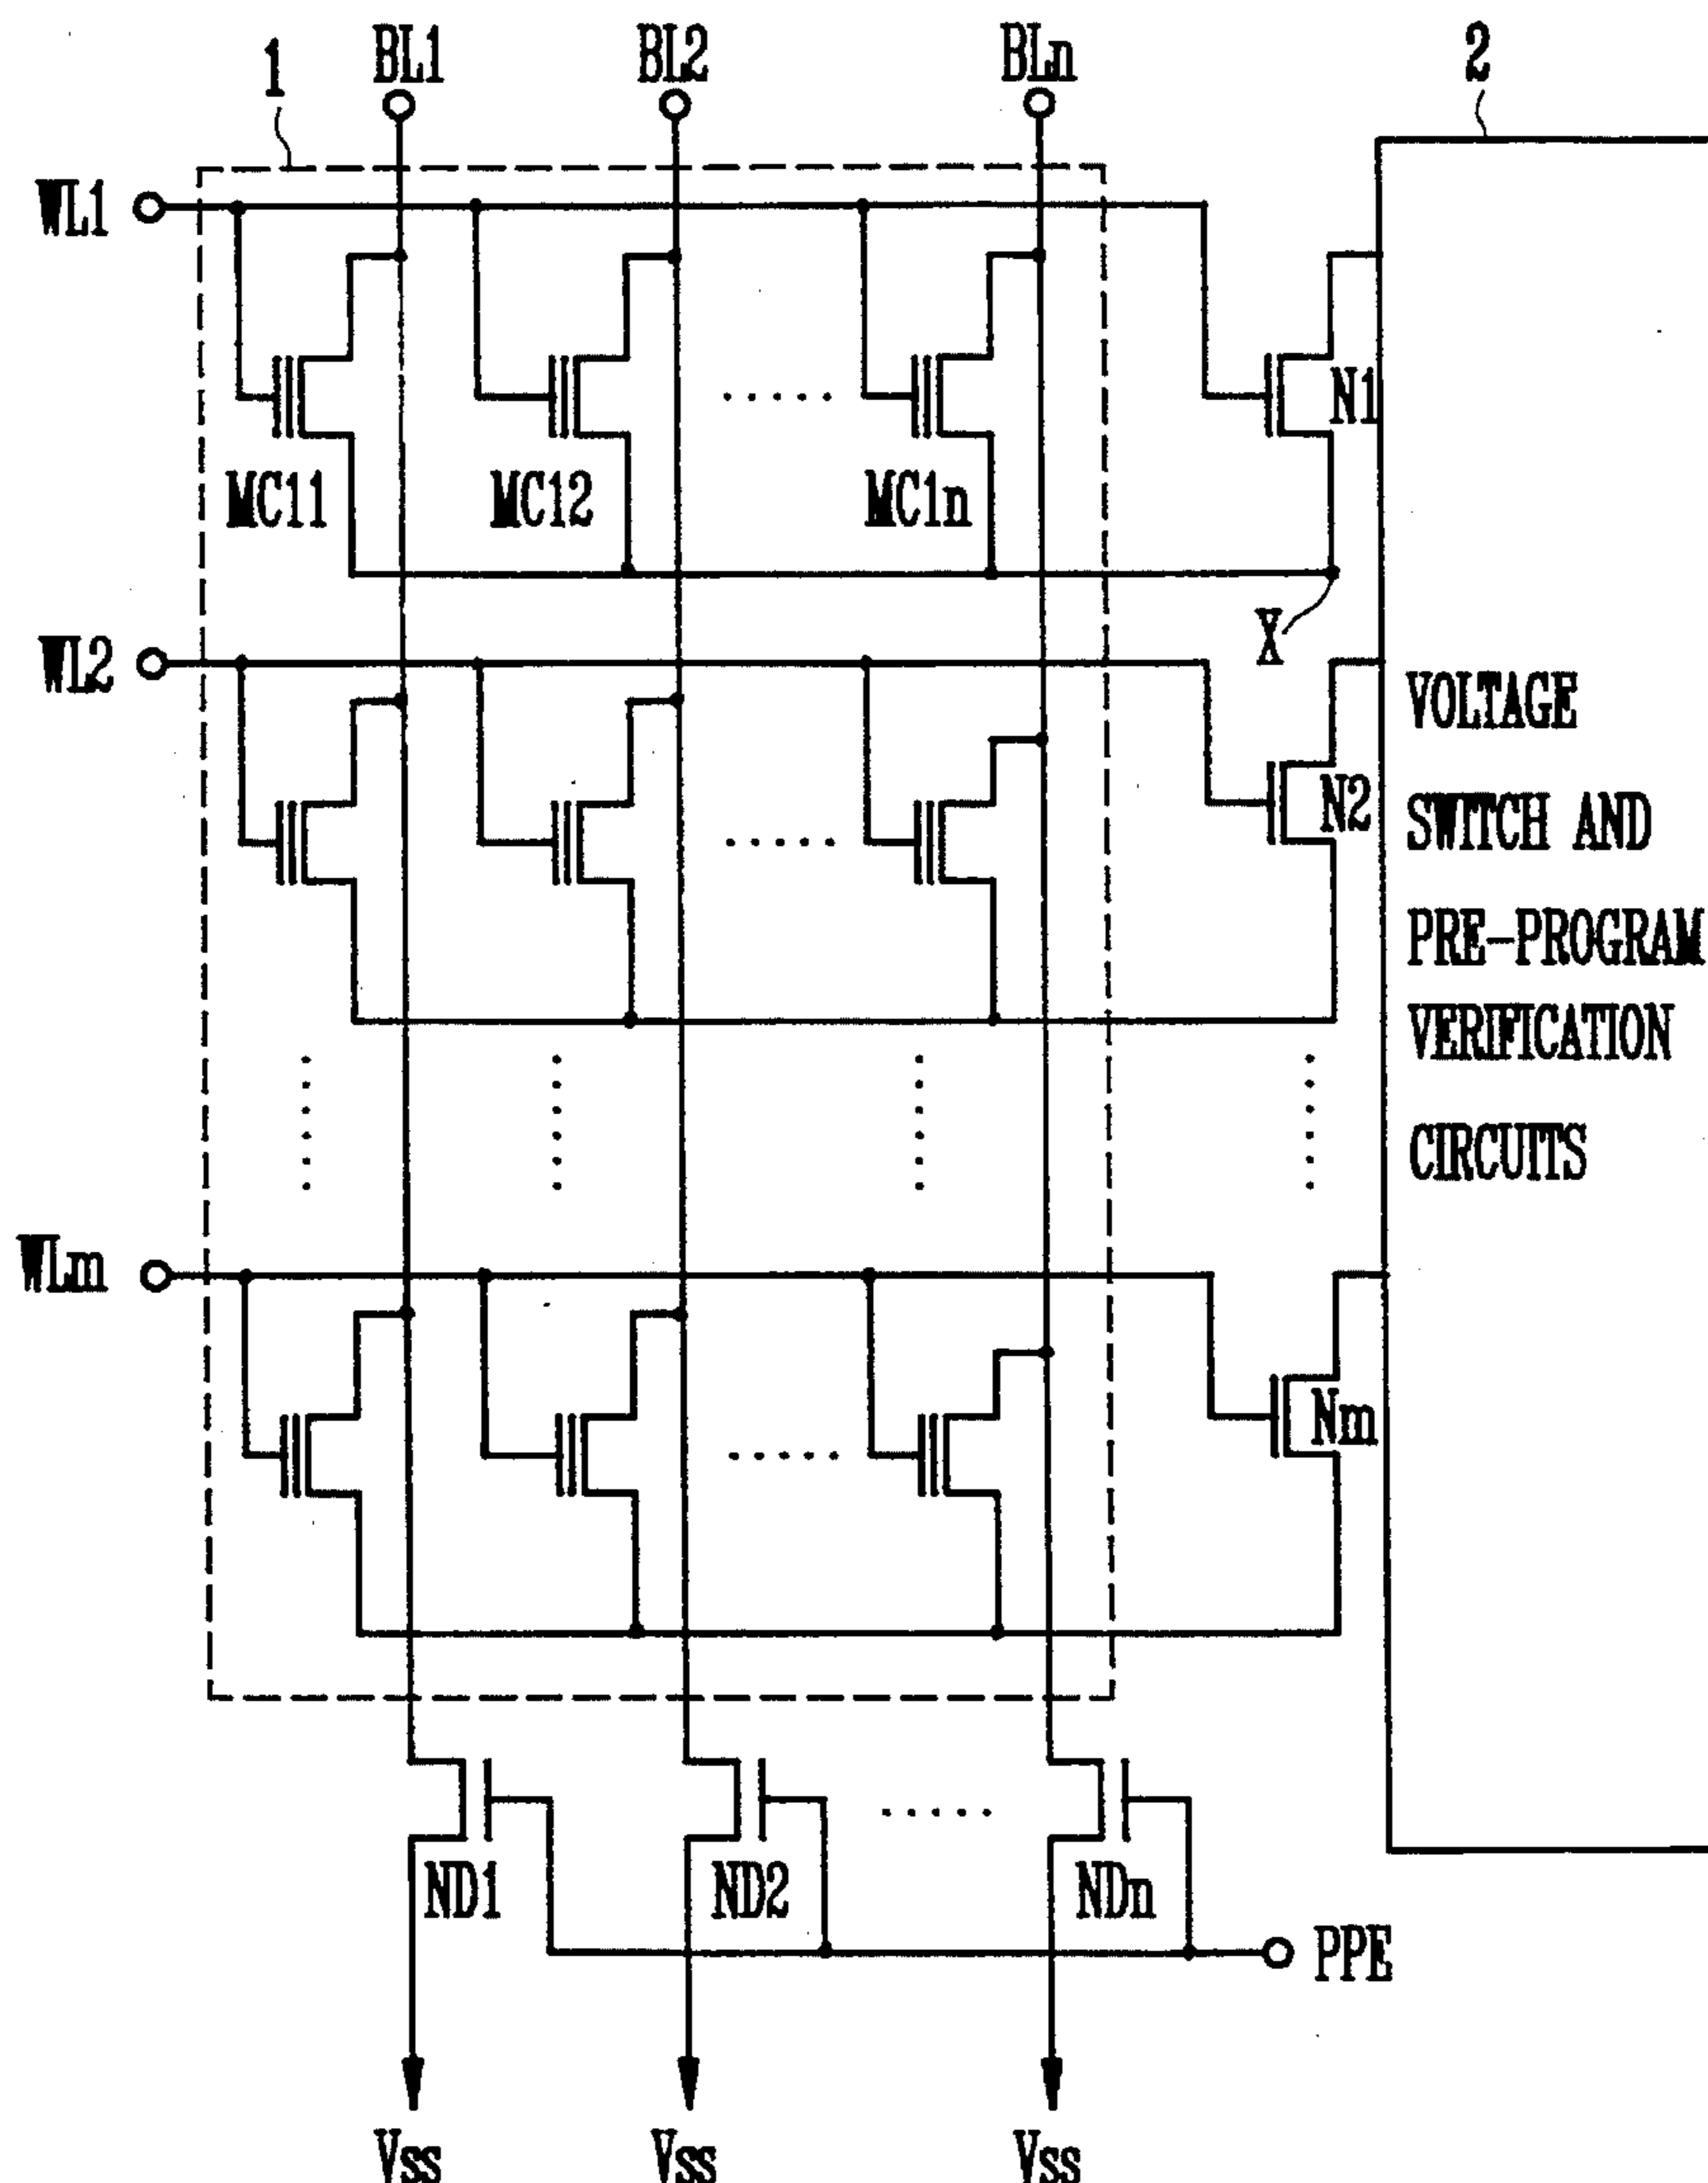 1
BL1
BL2
BLn
2
WL1
N1
MC11
MC12
MC1n
X
WL2
VOLTAGE
N2
SWITCH AND
PRE-PROGRAM
VERIFICATION
CIRCUITS
WLm
Nm
ND1
ND2
NDn
PPE
Vss
Vss
Vss